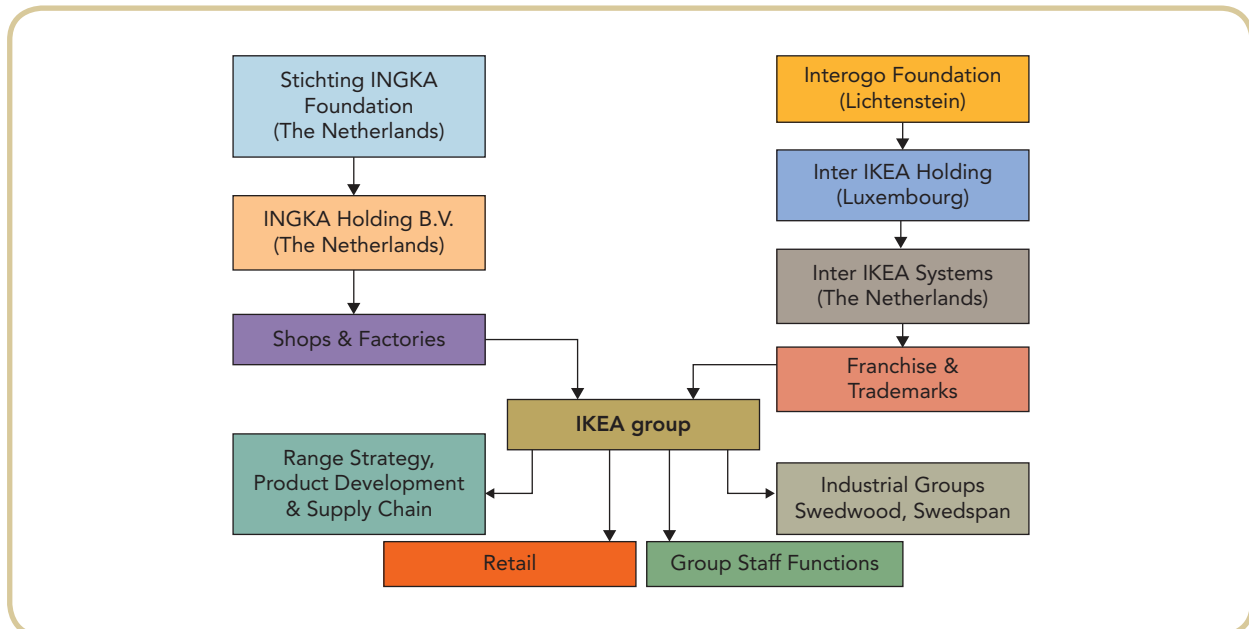 Stichting INGKA
Foundation
(The Netherlands)
Interogo Foundation
(Lichtenstein)
INGKA Holding B.V.
(The Netherlands)
Inter IKEA Holding
(Luxembourg)
Inter IKEA Systems
(The Netherlands)
Shops & Factories
Franchise &
Trademarks
IKEA group
Range Strategy,
Product Development
& Supply Chain
Industrial Groups
Swedwood, Swedspan
Retail
Group Staff Functions